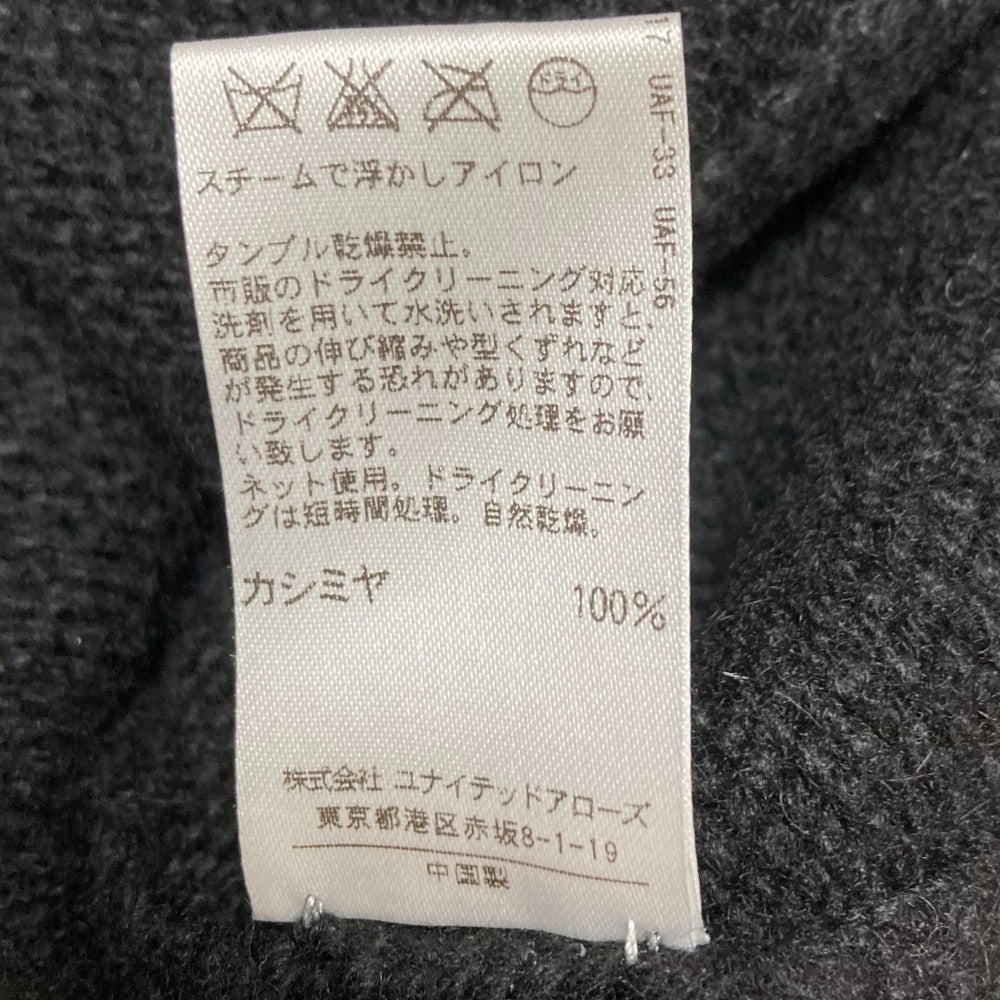 ドライ
スチームで浮かしアイロン
タンブル乾燥禁止。
市販のドライクリーニング対応
洗剤を用いて水洗いされますと、
商品の伸び縮みや型くずれなど
が発生する恐れがありますので、
ドライクリーニング処理をお願
い致します。
ネット使用。ドライクリーニン
グは短時間処理。自然乾燥。
カシミヤ 100%
株式会社 ユナイテッドアローズ
東京都港区赤坂8-1-19
中国製
17 UAF-33 UAF-56